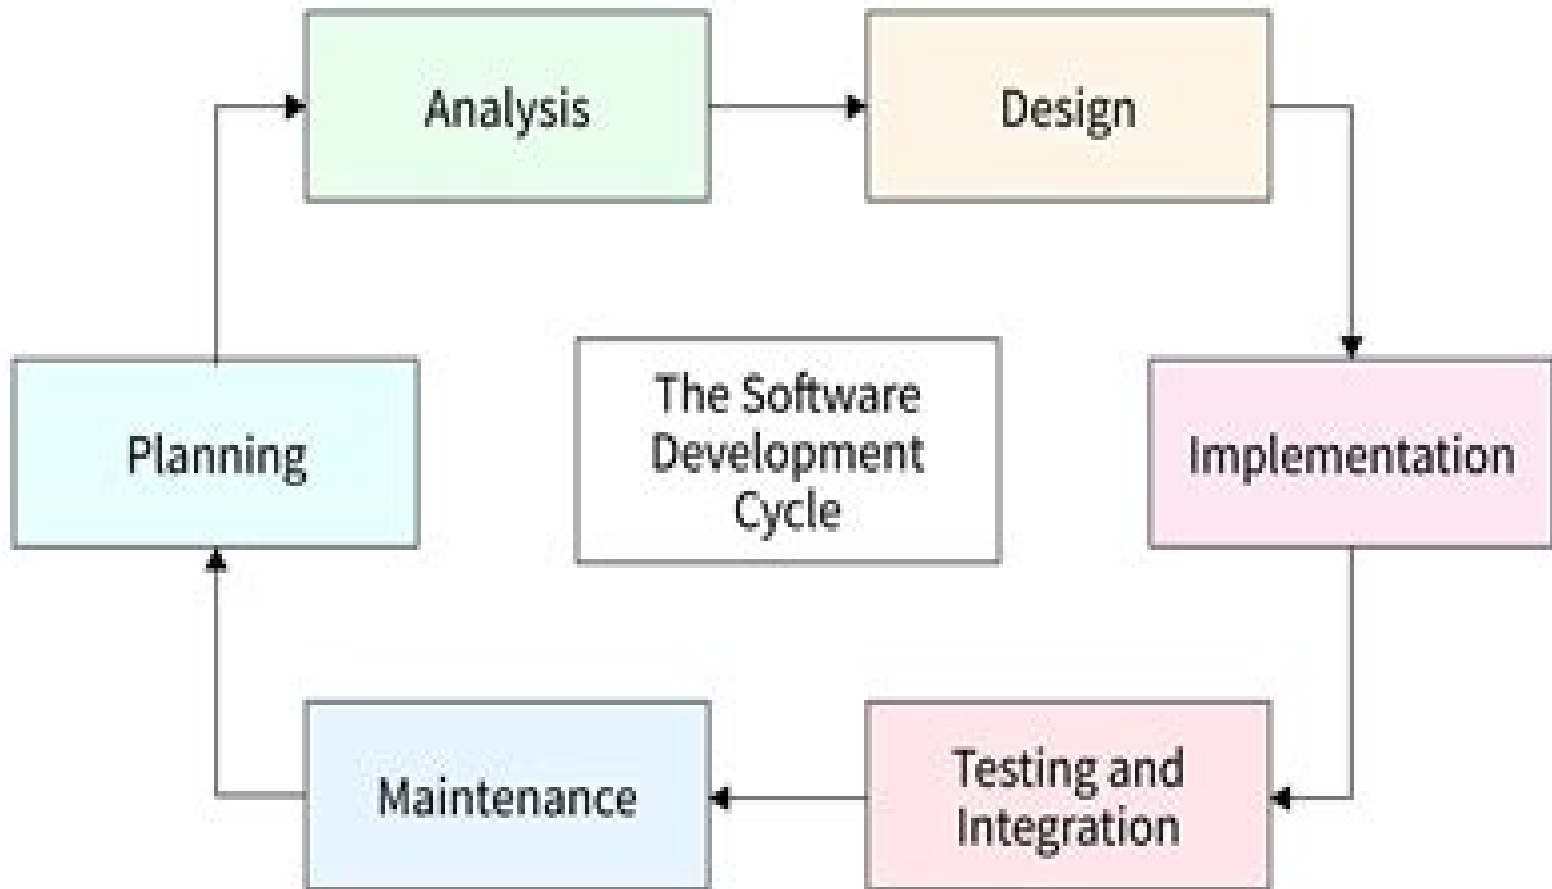 Analysis
Design
Planning
The Software
Development
Cycle
Implementation
Maintenance
Testing and
Integration